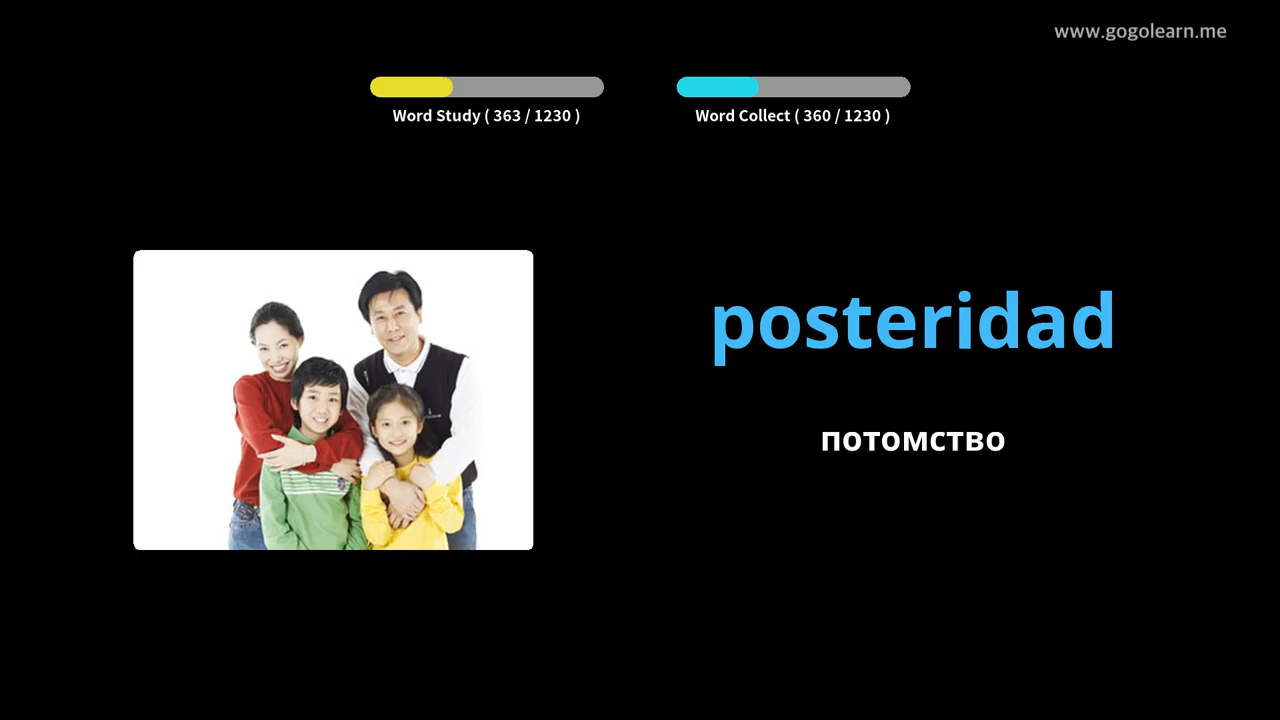 www.gogolearn.me
Word Study ( 363 / 1230 )
Word Collect ( 360 / 1230 )
posteridad
потомство